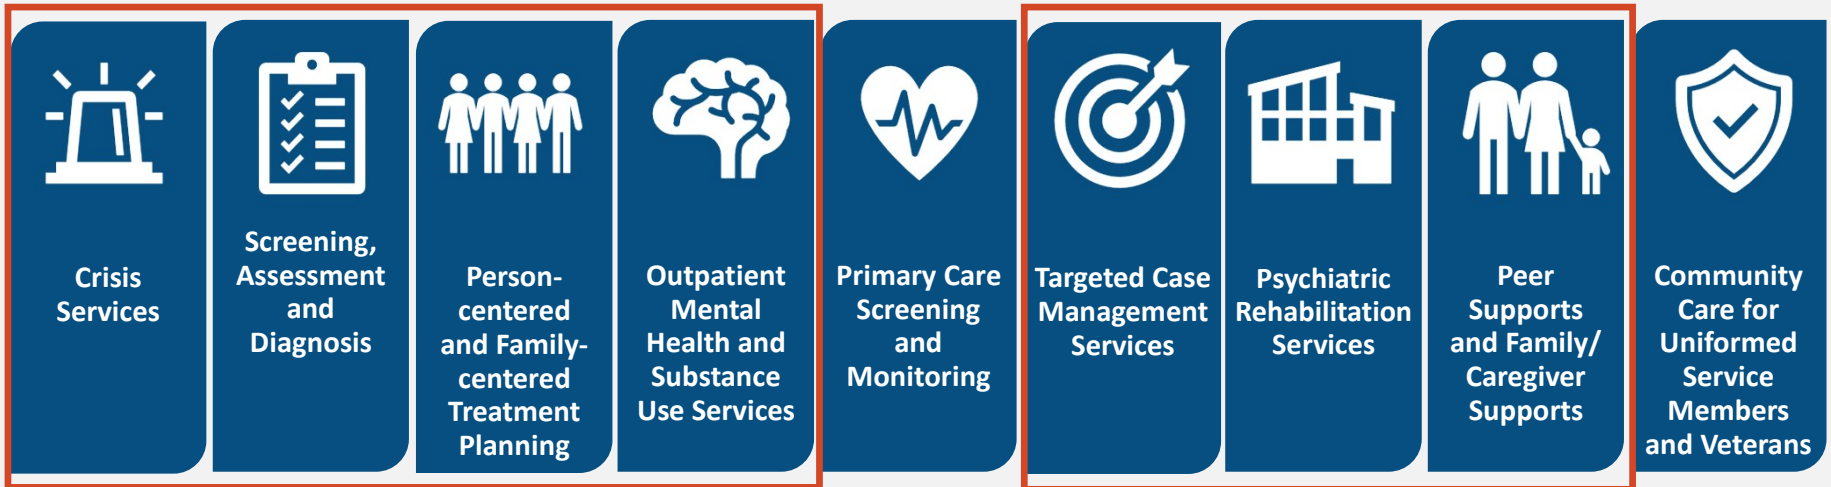 Crisis
Services
Screening,
Assessment
and
Diagnosis
Person-
centered
and Family-
centered
Treatment
Planning
Outpatient
Mental
Health and
Substance
Use Services
Primary Care
Screening
and
Monitoring
Targeted Case
Management
Services
Psychiatric
Rehabilitation
Services
Peer
Supports
and Family/
Caregiver
Supports
Community
Care for
Uniformed
Service
Members
and Veterans